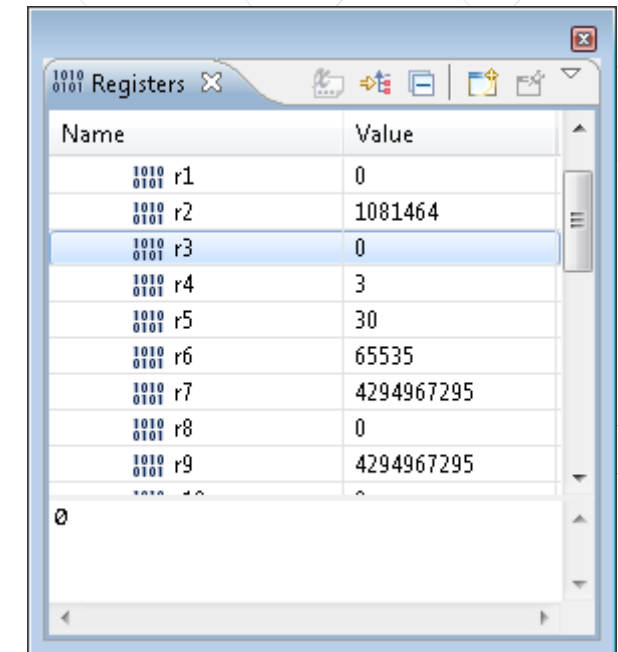 Registers
Name Value
r1 0
r2 1081464
r3 0
r4 3
r5 30
r6 65535
r7 4294967295
r8 0
r9 4294967295
0